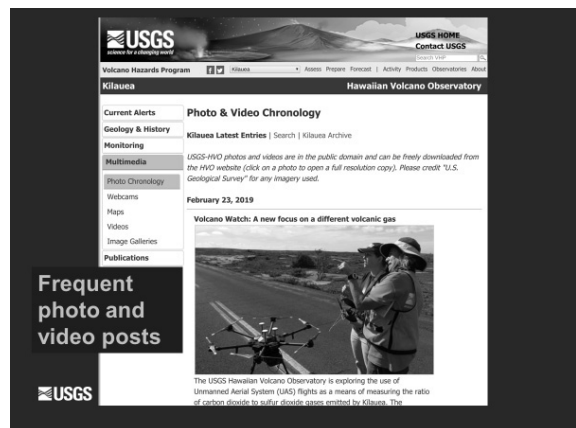 USGS
science for a changing world
USGS HOME
Contact USGS
Search VHP
Volcano Hazards Program
Kilauea
Assess Prepare Forecast | Activity Products Observatories About
Kilauea
Hawaiian Volcano Observatory
Current Alerts
Geology & History
Monitoring
Multimedia
Photo Chronology
Webcams
Maps
Videos
Image Galleries
Publications
Photo & Video Chronology
Kilauea Latest Entries | Search | Kilauea Archive
USGS-HVO photos and videos are in the public domain and can be freely downloaded from
the HVO website (click on a photo to open a full resolution copy). Please credit "U.S.
Geological Survey" for any imagery used.
February 23, 2019
Volcano Watch: A new focus on a different volcanic gas
The USGS Hawaiian Volcano Observatory is exploring the use of
Unmanned Aerial System (UAS) flights as a means of measuring the ratio
of carbon dioxide to sulfur dioxide gases emitted by Kīlauea. The
Frequent
photo and
video posts
USGS